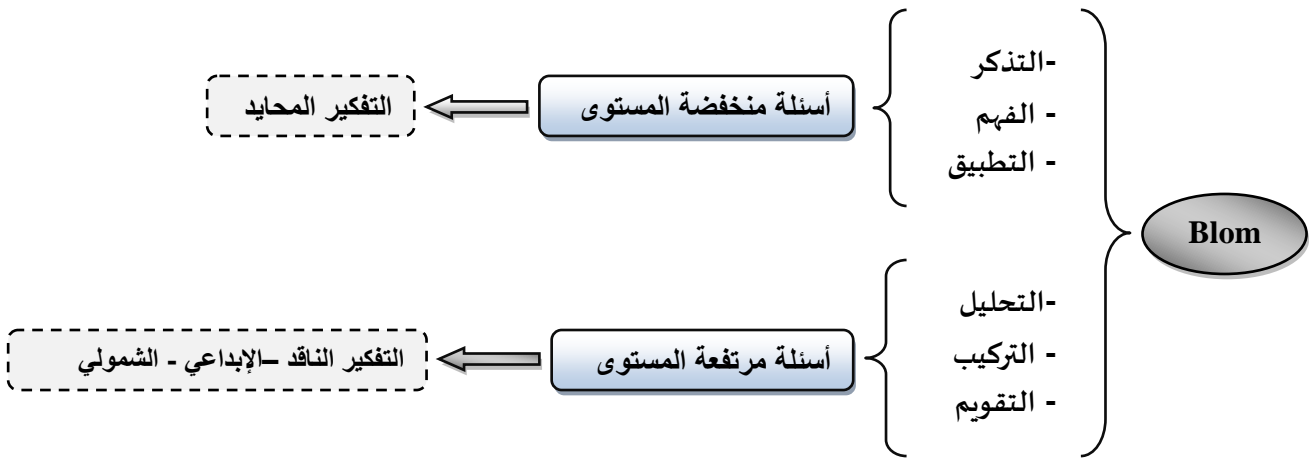 Blom
-التذكر
- الفهم
- التطبيق
أسئلة منخفضة المستوى
التفكير المحايد
-التحليل
- التركيب
- التقويم
أسئلة مرتفعة المستوى
التفكير الناقد –الإبداعي - الشمولي